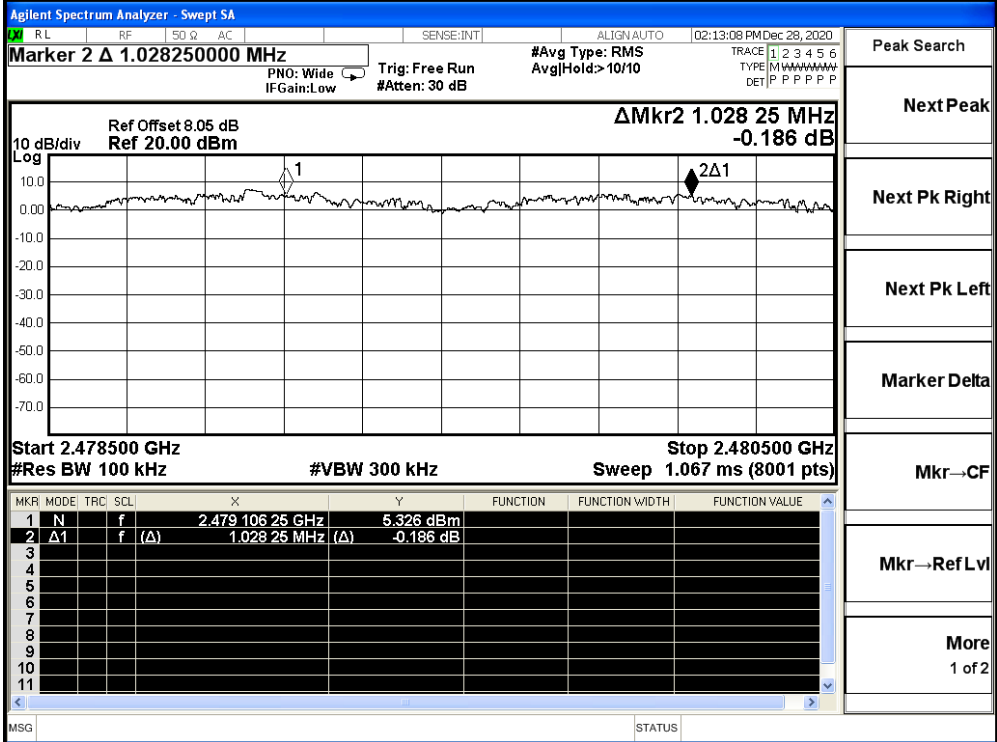 Agilent Spectrum Analyzer - Swept SA
LXI RL RF 50 Ω AC SENSE:INT ALIGN AUTO 02:13:08 PM Dec 28, 2020
Marker 2 Δ 1.028250000 MHz
PNO: Wide
IFGain:Low
Trig: Free Run
#Atten: 30 dB
#Avg Type: RMS
Avg|Hold:>10/10
TRACE 1 2 3 4 5 6
TYPE M W W W W W
DET P P P P P P
Ref Offset 8.05 dB
10 dB/div Ref 20.00 dBm
Log
ΔMkr2 1.028 25 MHz
-0.186 dB
1
2Δ1
10.0
0.00
-10.0
-20.0
-30.0
-40.0
-50.0
-60.0
-70.0
Start 2.478500 GHz Stop 2.480500 GHz
#Res BW 100 kHz #VBW 300 kHz Sweep 1.067 ms (8001 pts)
MKR MODE TRC SCL X Y FUNCTION FUNCTION WIDTH FUNCTION VALUE
1 N f 2.479 106 25 GHz 5.326 dBm
2 Δ1 f (Δ) 1.028 25 MHz (Δ) -0.186 dB
3
4
5
6
7
8
9
10
11
MSG STATUS
Peak Search
Next Peak
Next Pk Right
Next Pk Left
Marker Delta
Mkr→CF
Mkr→Ref Lvl
More
1 of 2